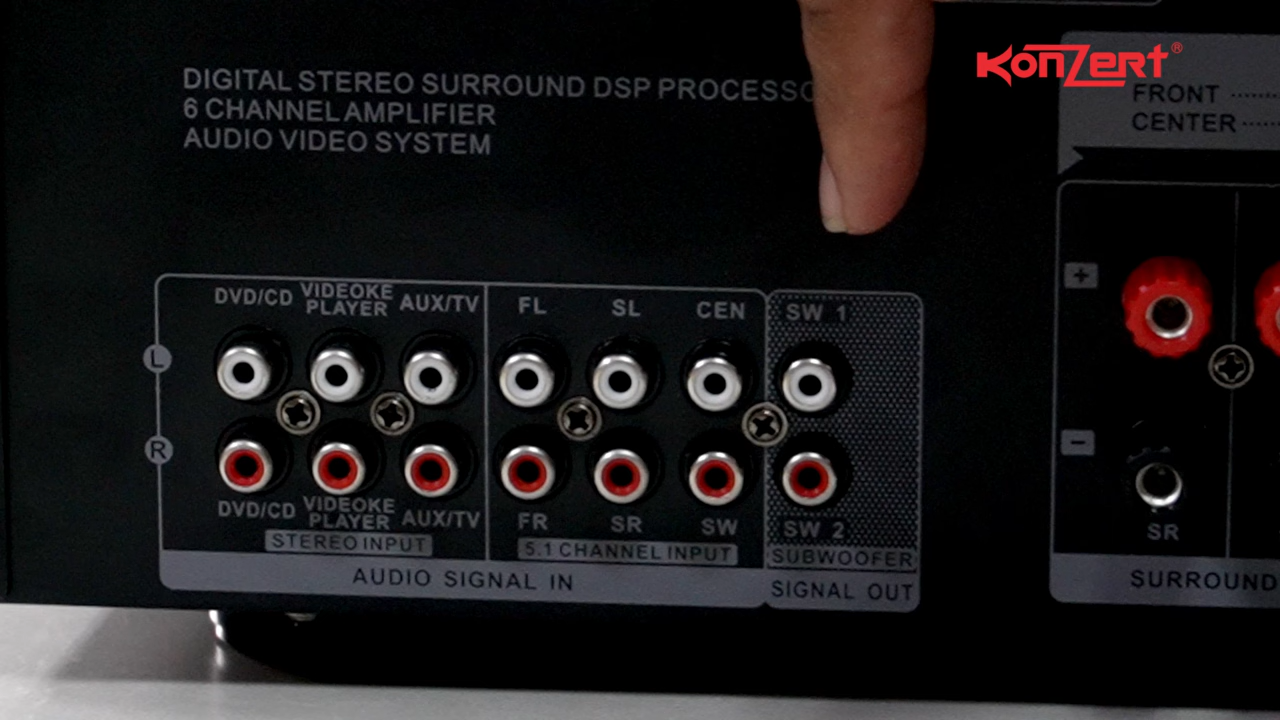 KONZERT®
DIGITAL STEREO SURROUND DSP PROCESSO
6 CHANNEL AMPLIFIER
AUDIO VIDEO SYSTEM
FRONT
CENTER
DVD/CD VIDEOKE PLAYER AUX/TV FL SL CEN SW 1
L
R
DVD/CD VIDEOKE PLAYER AUX/TV FR SR SW SW 2
STEREO INPUT 5.1 CHANNEL INPUT SUBWOOFER
AUDIO SIGNAL IN SIGNAL OUT
+
-
SR
SURROUND